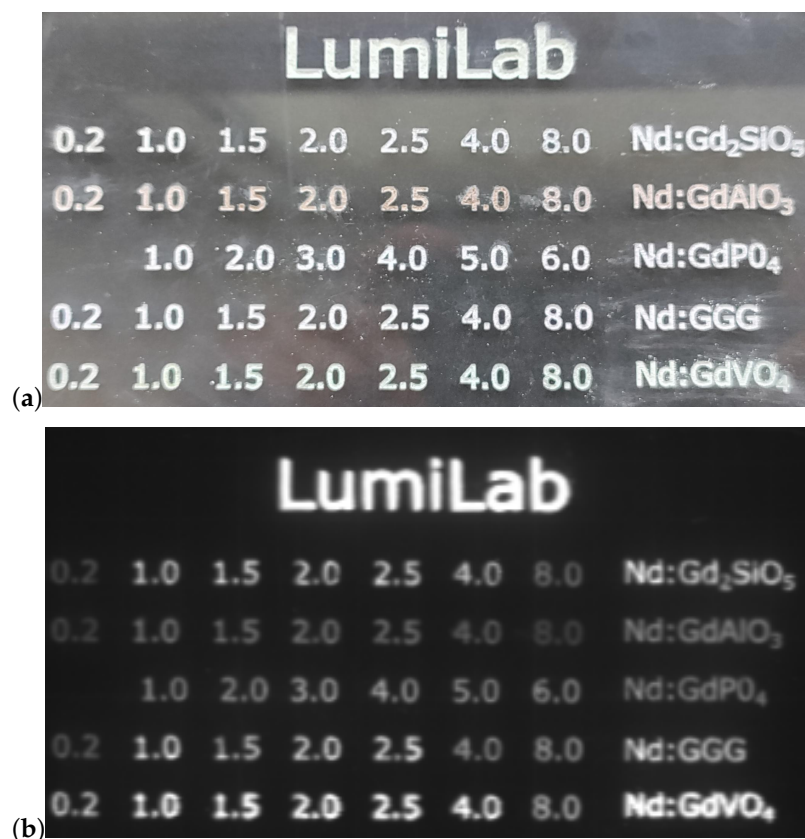 LumiLab
0.2 1.0 1.5 2.0 2.5 4.0 8.0 Nd:Gd₂SiO₅
0.2 1.0 1.5 2.0 2.5 4.0 8.0 Nd:GdAlO₃
1.0 2.0 3.0 4.0 5.0 6.0 Nd:GdP0₄
0.2 1.0 1.5 2.0 2.5 4.0 8.0 Nd:GGG
0.2 1.0 1.5 2.0 2.5 4.0 8.0 Nd:GdVO₄
(a)
LumiLab
0.2 1.0 1.5 2.0 2.5 4.0 8.0 Nd:Gd₂SiO₅
0.2 1.0 1.5 2.0 2.5 4.0 8.0 Nd:GdAlO₃
1.0 2.0 3.0 4.0 5.0 6.0 Nd:GdP0₄
0.2 1.0 1.5 2.0 2.5 4.0 8.0 Nd:GGG
0.2 1.0 1.5 2.0 2.5 4.0 8.0 Nd:GdVO₄
(b)